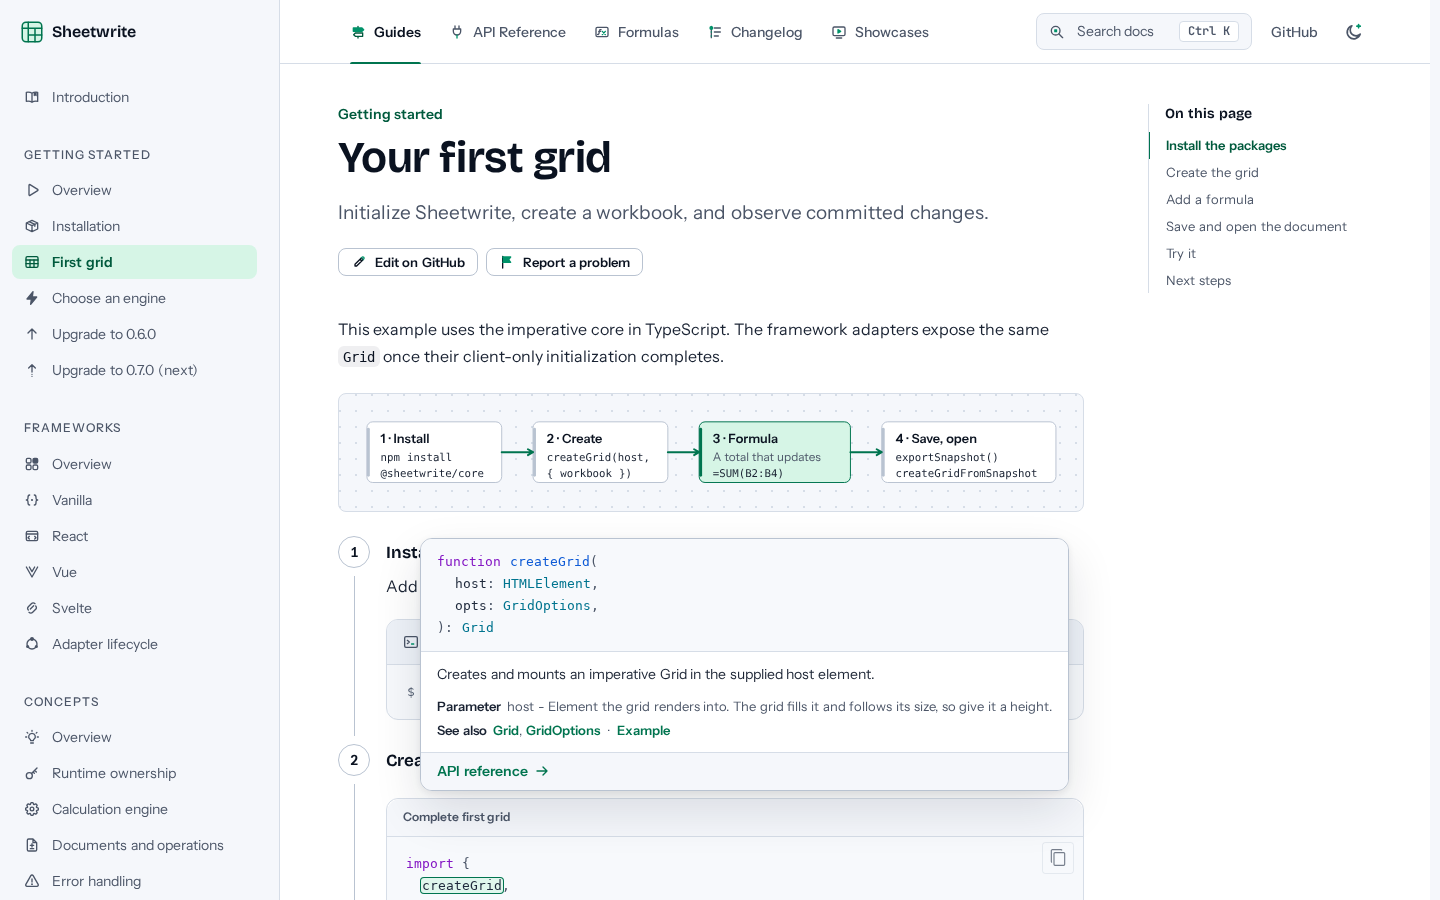 Sheetwrite
Guides
API Reference
Formulas
Changelog
Showcases
Search docs
Ctrl K
GitHub
Introduction
GETTING STARTED
Overview
Installation
First grid
Choose an engine
Upgrade to 0.6.0
Upgrade to 0.7.0 (next)
FRAMEWORKS
Overview
Vanilla
React
Vue
Svelte
Adapter lifecycle
CONCEPTS
Overview
Runtime ownership
Calculation engine
Documents and operations
Error handling
Getting started
Your first grid
Initialize Sheetwrite, create a workbook, and observe committed changes.
Edit on GitHub
Report a problem
This example uses the imperative core in TypeScript. The framework adapters expose the same
Grid once their client-only initialization completes.
1 · Install
npm install
@sheetwrite/core
2 · Create
createGrid(host,
{ workbook })
3 · Formula
A total that updates
=SUM(B2:B4)
4 · Save, open
exportSnapshot()
createGridFromSnapshot
1
Add
$
function createGrid(
host: HTMLElement,
opts: GridOptions,
): Grid
Creates and mounts an imperative Grid in the supplied host element.
Parameter host - Element the grid renders into. The grid fills it and follows its size, so give it a height.
See also Grid, GridOptions · Example
API reference →
2
Complete first grid
import {
createGrid,
On this page
Install the packages
Create the grid
Add a formula
Save and open the document
Try it
Next steps